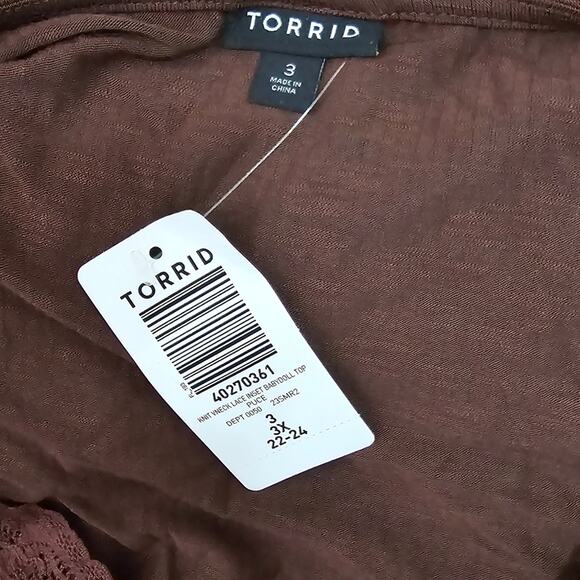 TORRID
3
MADE IN
CHINA
TORRID
40270361
KNIT VNECK LACE INSET BABYDOLL TOP
PUCE
DEPT 0050 23SMR2
3
3X
22-24